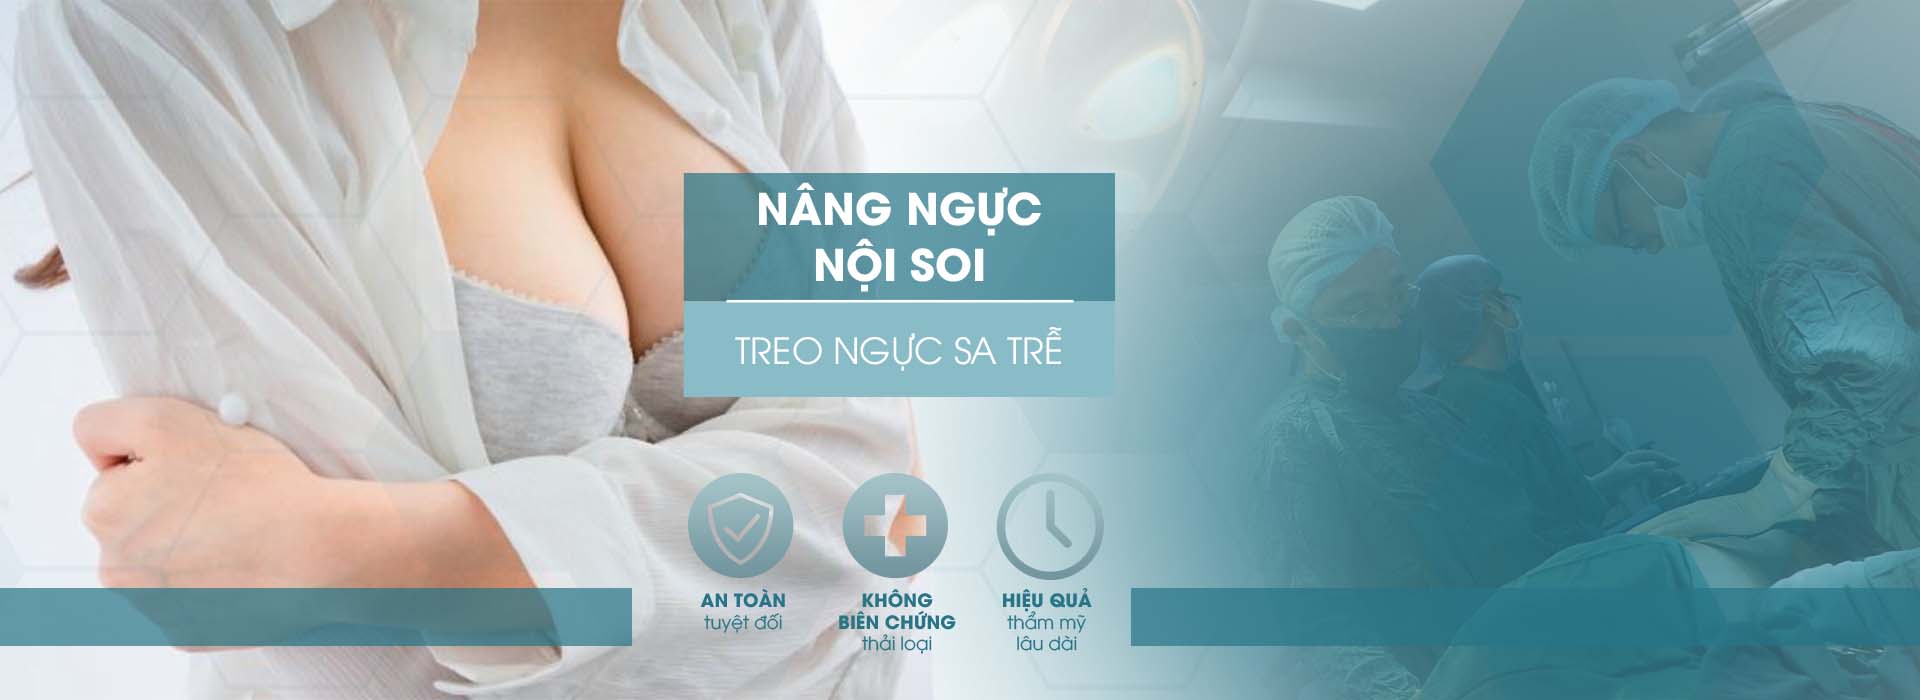 NÂNG NGỰC
NỘI SOI
TREO NGỰC SA TRỄ
AN TOÀN
tuyệt đối
KHÔNG
BIÊN CHỨNG
thải loại
HIỆU QUẢ
thẩm mỹ
lâu dài